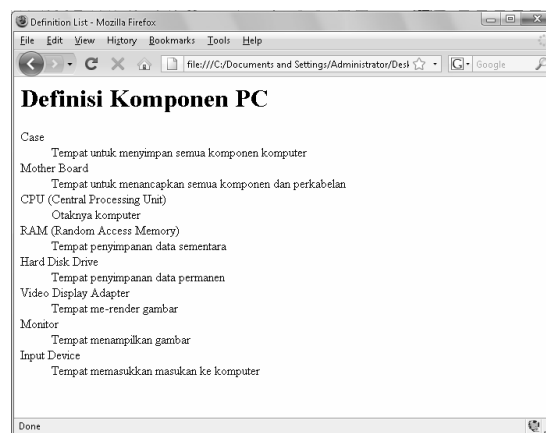 Definition List - Mozilla Firefox
File Edit View History Bookmarks Tools Help
file:///C:/Documents and Settings/Administrator/Desk
G Google
Definisi Komponen PC
Case
Tempat untuk menyimpan semua komponen komputer
Mother Board
Tempat untuk menancapkan semua komponen dan perkabelan
CPU (Central Processing Unit)
Otaknya komputer
RAM (Random Access Memory)
Tempat penyimpanan data sementara
Hard Disk Drive
Tempat penyimpanan data permanen
Video Display Adapter
Tempat me-render gambar
Monitor
Tempat menampilkan gambar
Input Device
Tempat memasukkan masukan ke komputer
Done